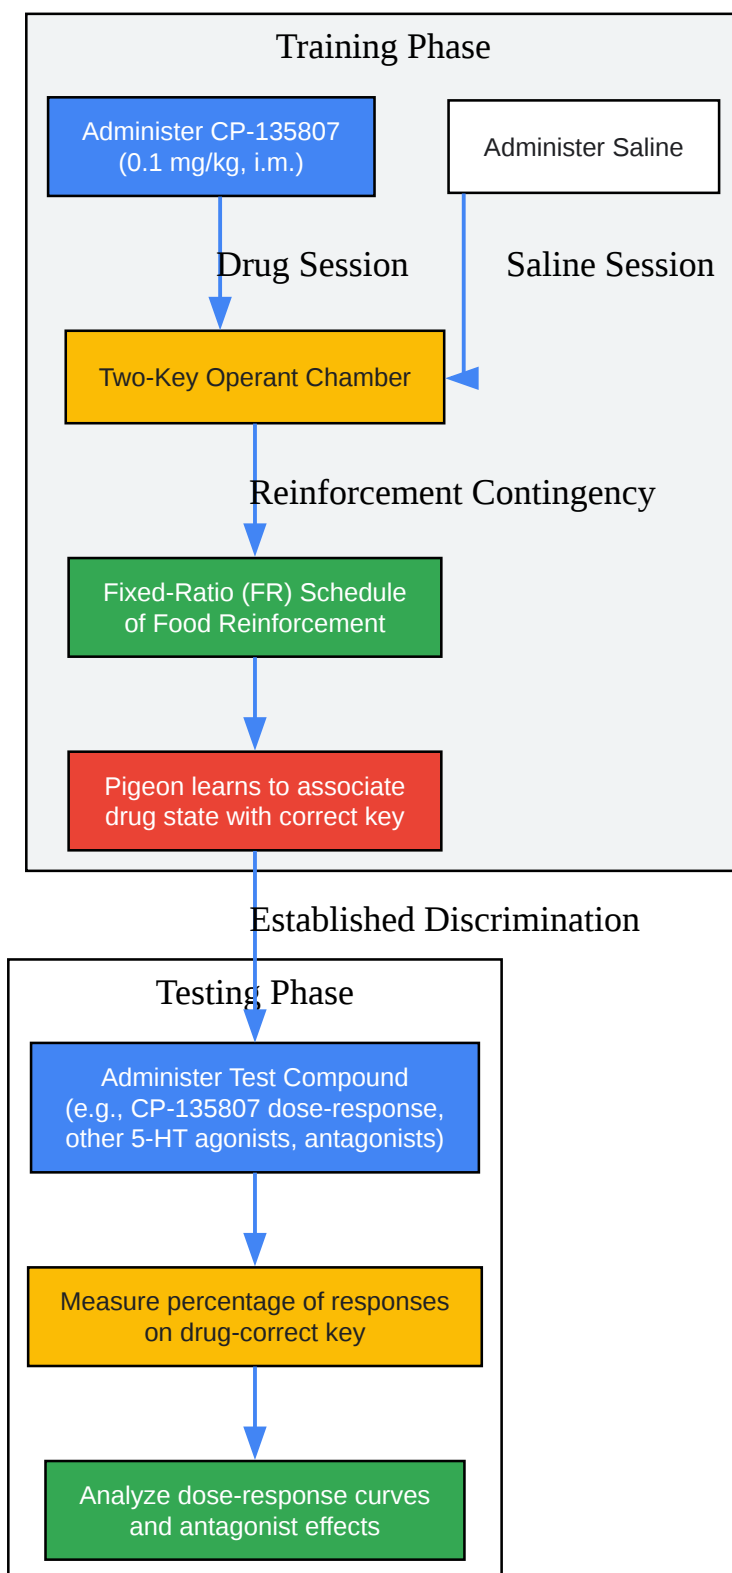 Training Phase
Administer CP-135807
(0.1 mg/kg, i.m.)
Administer Saline
Drug Session
Saline Session
Two-Key Operant Chamber
Reinforcement Contingency
Fixed-Ratio (FR) Schedule
of Food Reinforcement
Pigeon learns to associate
drug state with correct key
Established Discrimination
Testing Phase
Administer Test Compound
(e.g., CP-135807 dose-response,
other 5-HT agonists, antagonists)
Measure percentage of responses
on drug-correct key
Analyze dose-response curves
and antagonist effects